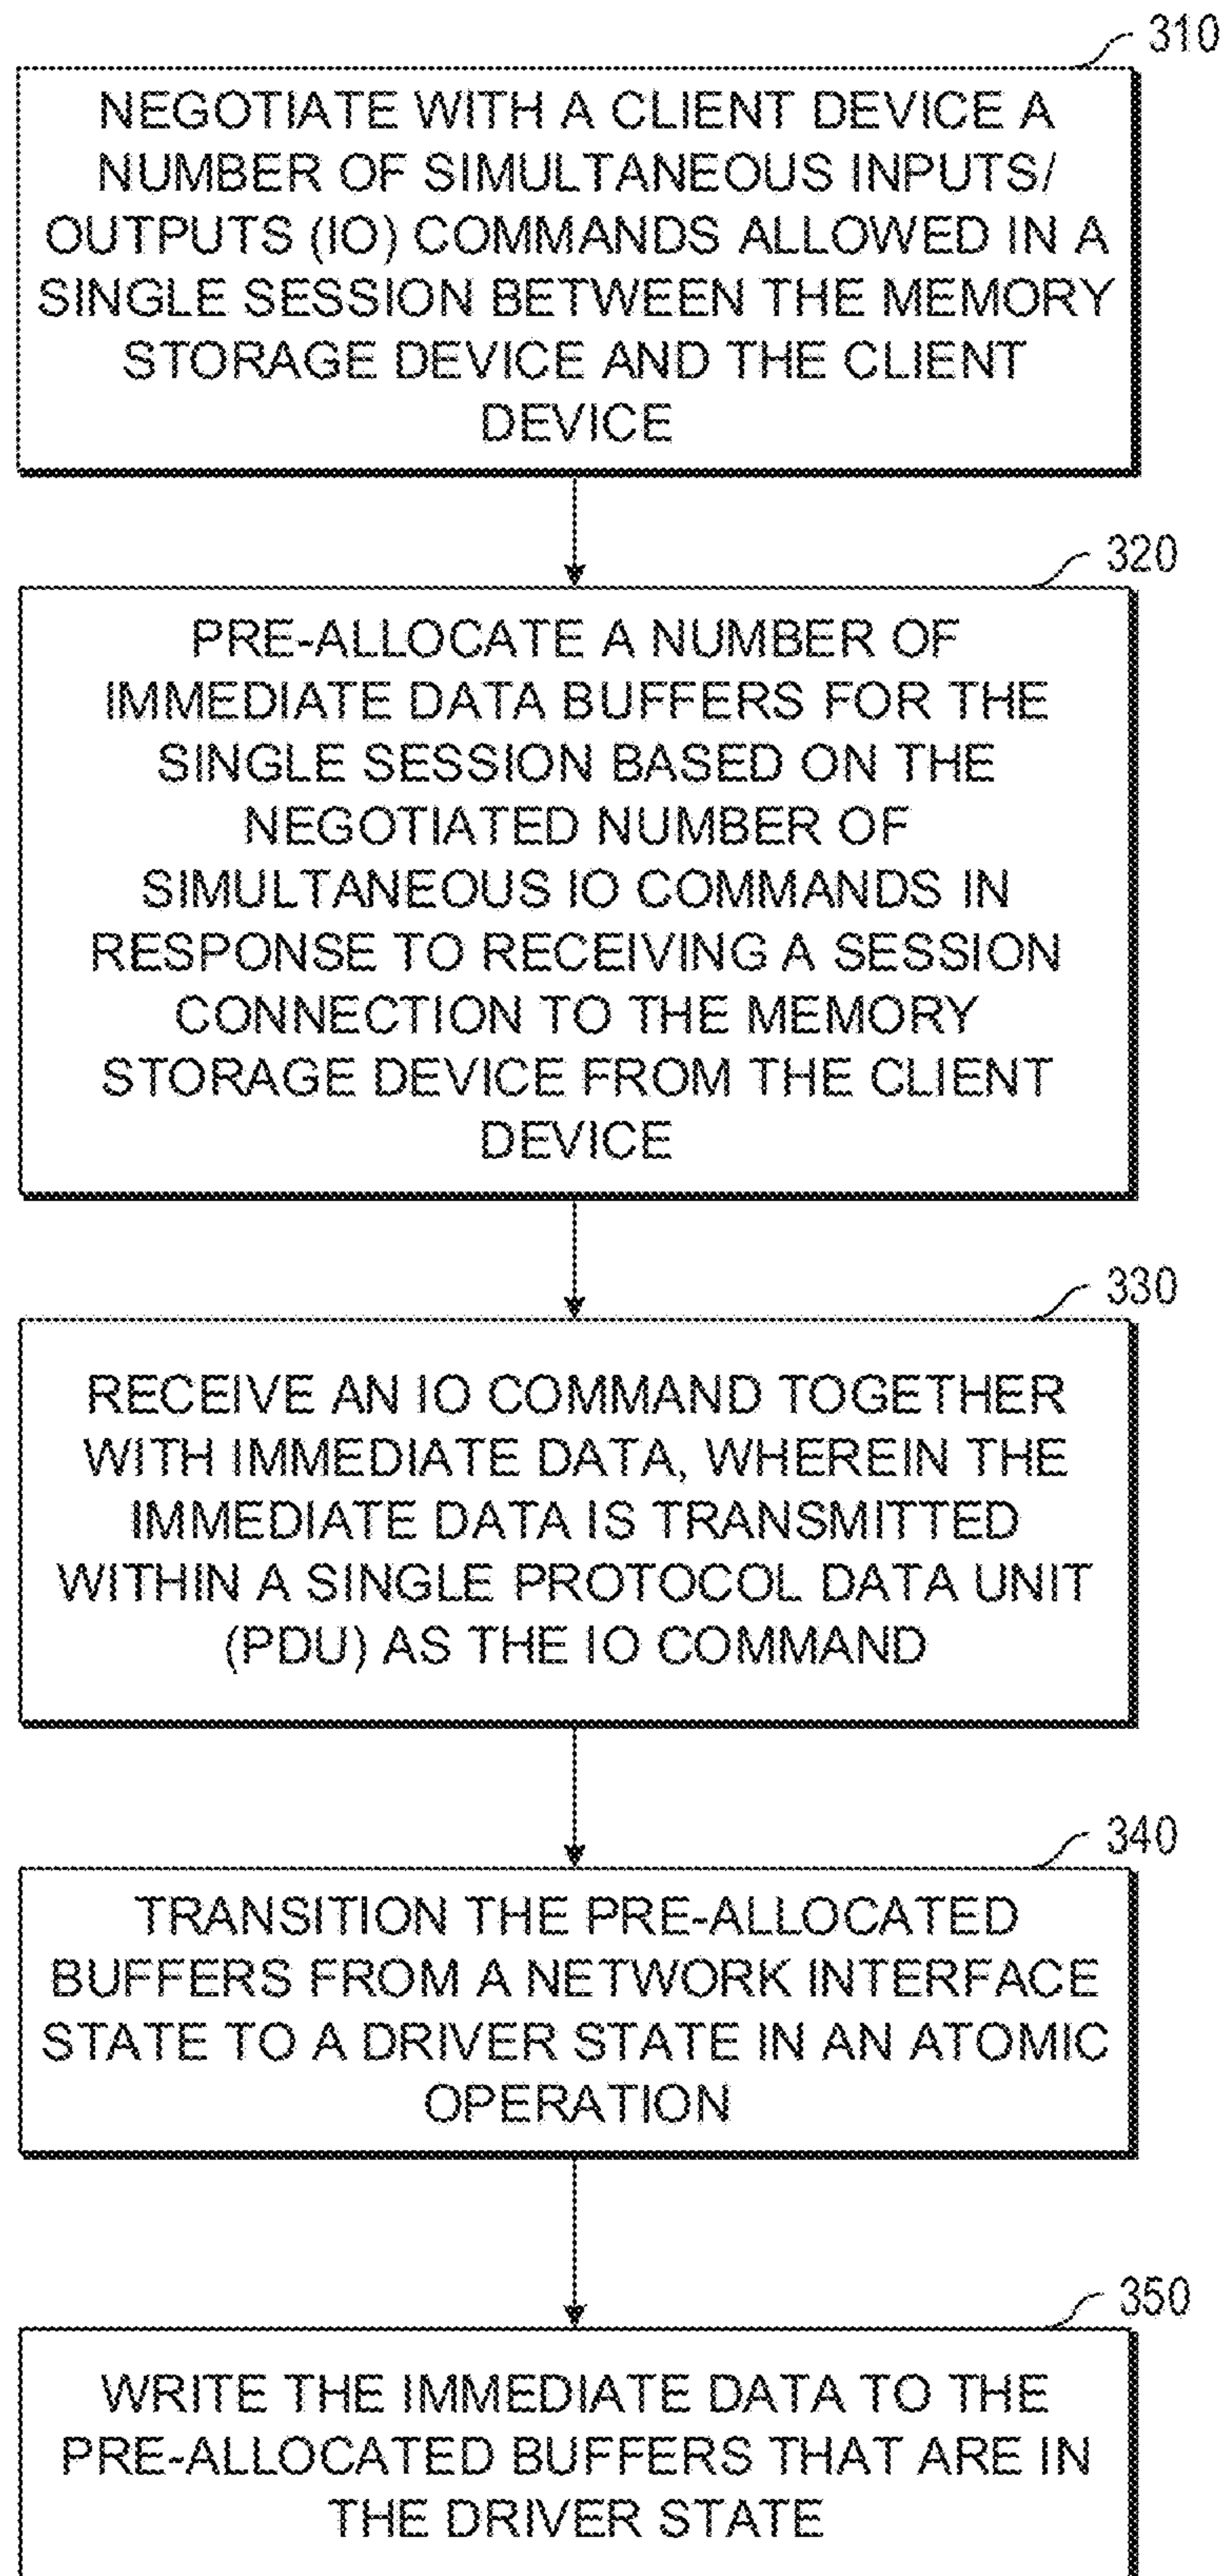 310
NEGOTIATE WITH A CLIENT DEVICE A
NUMBER OF SIMULTANEOUS INPUTS/
OUTPUTS (IO) COMMANDS ALLOWED IN A
SINGLE SESSION BETWEEN THE MEMORY
STORAGE DEVICE AND THE CLIENT
DEVICE
320
PRE-ALLOCATE A NUMBER OF
IMMEDIATE DATA BUFFERS FOR THE
SINGLE SESSION BASED ON THE
NEGOTIATED NUMBER OF
SIMULTANEOUS IO COMMANDS IN
RESPONSE TO RECEIVING A SESSION
CONNECTION TO THE MEMORY
STORAGE DEVICE FROM THE CLIENT
DEVICE
330
RECEIVE AN IO COMMAND TOGETHER
WITH IMMEDIATE DATA, WHEREIN THE
IMMEDIATE DATA IS TRANSMITTED
WITHIN A SINGLE PROTOCOL DATA UNIT
(PDU) AS THE IO COMMAND
340
TRANSITION THE PRE-ALLOCATED
BUFFERS FROM A NETWORK INTERFACE
STATE TO A DRIVER STATE IN AN ATOMIC
OPERATION
350
WRITE THE IMMEDIATE DATA TO THE
PRE-ALLOCATED BUFFERS THAT ARE IN
THE DRIVER STATE